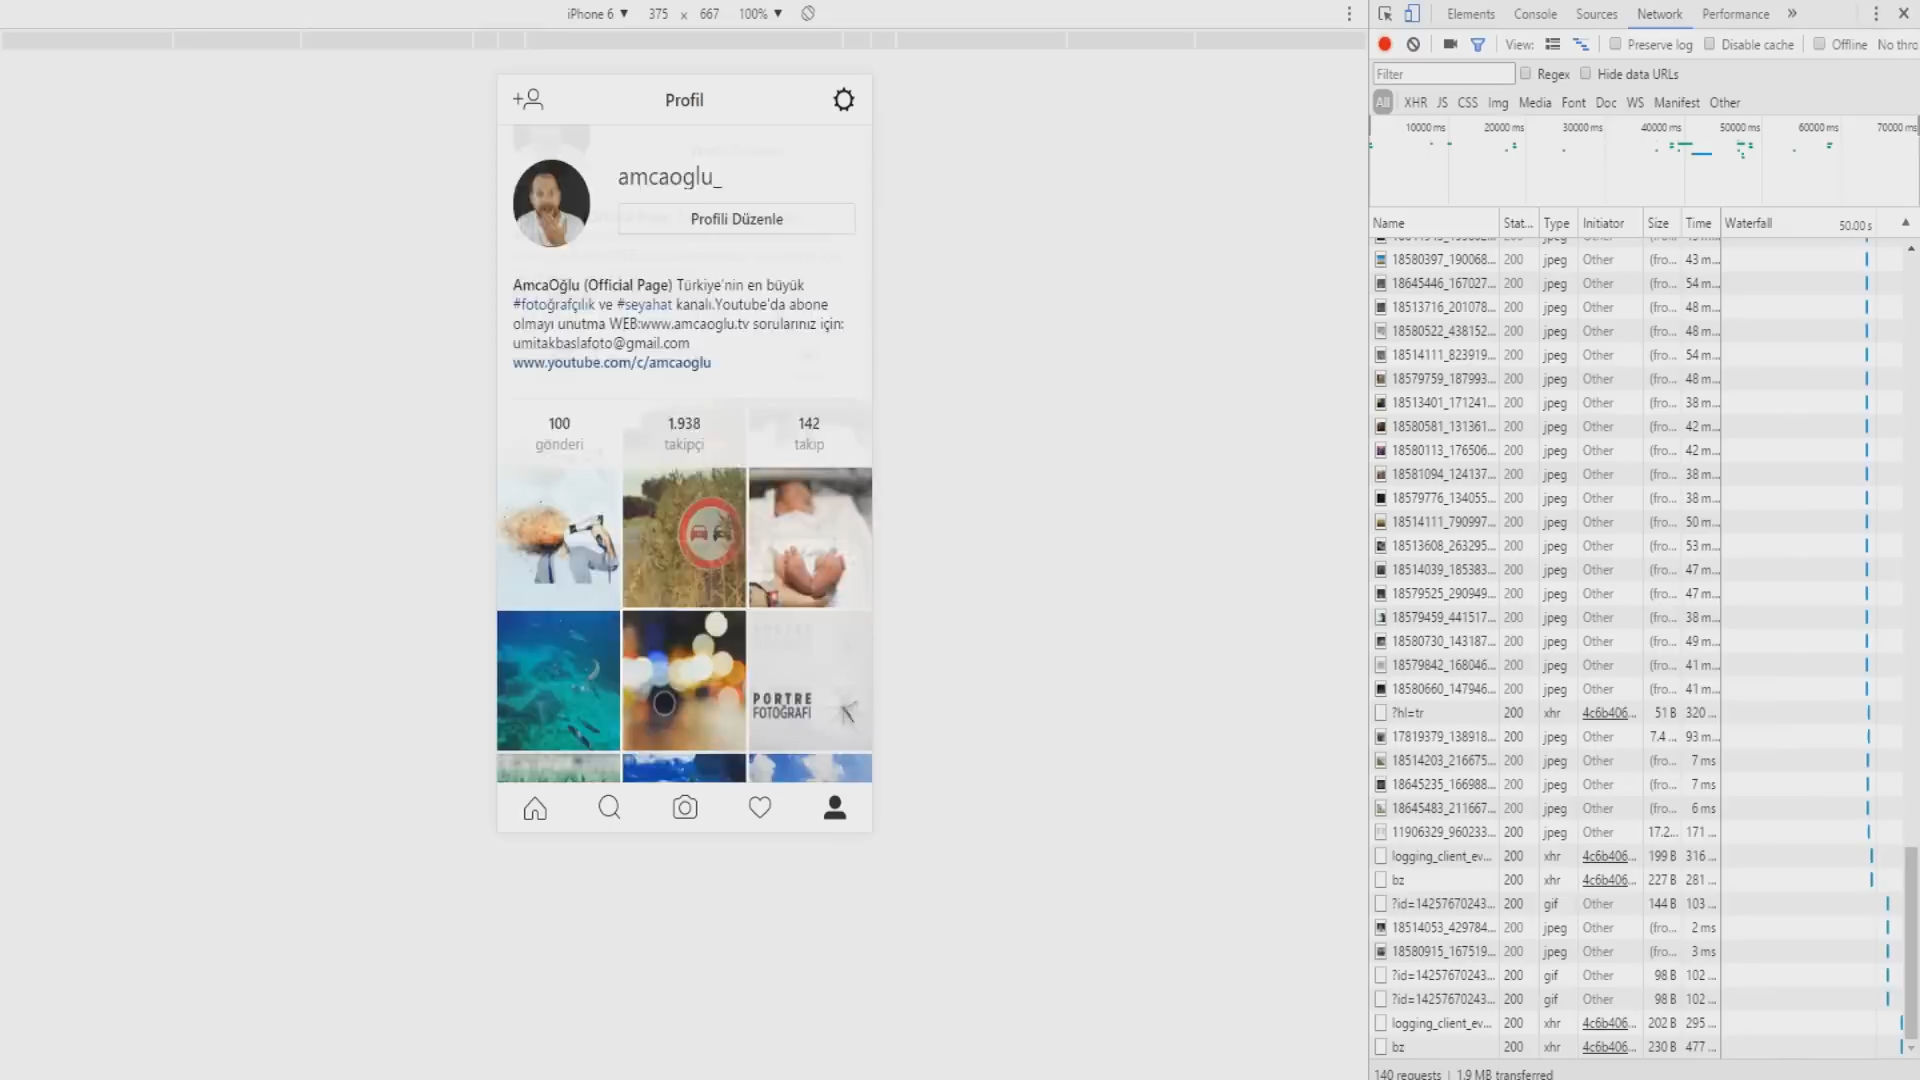 iPhone 6 ▼ 375 x 667 100% ▼
Elements Console Sources Network Performance »
View: Preserve log Disable cache Offline No thro
Filter Regex Hide data URLs
All XHR JS CSS Img Media Font Doc WS Manifest Other
10000 ms 20000 ms 30000 ms 40000 ms 50000 ms 60000 ms 70000 ms
Profil
amcaoglu_
Profili Düzenle
AmcaOğlu (Official Page) Türkiye'nin en büyük
#fotoğrafçılık ve #seyahat kanalı.Youtube'da abone
olmayı unutma WEB:www.amcaoglu.tv sorularınız için:
umitakbaslafoto@gmail.com
www.youtube.com/c/amcaoglu
100 1.938 142
gönderi takipçi takip
PORTRE
FOTOĞRAFI
Name Stat... Type Initiator Size Time Waterfall 50.00 s
18580397_190068... 200 jpeg Other (fro... 43 m...
18645446_167027... 200 jpeg Other (fro... 54 m...
18513716_201078... 200 jpeg Other (fro... 48 m...
18580522_438152... 200 jpeg Other (fro... 48 m...
18514111_823919... 200 jpeg Other (fro... 54 m...
18579759_187993... 200 jpeg Other (fro... 48 m...
18513401_171241... 200 jpeg Other (fro... 38 m...
18580581_131361... 200 jpeg Other (fro... 42 m...
18580113_176506... 200 jpeg Other (fro... 42 m...
18581094_124137... 200 jpeg Other (fro... 38 m...
18579776_134055... 200 jpeg Other (fro... 38 m...
18514111_790997... 200 jpeg Other (fro... 50 m...
18513608_263295... 200 jpeg Other (fro... 53 m...
18514039_185383... 200 jpeg Other (fro... 47 m...
18579525_290949... 200 jpeg Other (fro... 47 m...
18579459_441517... 200 jpeg Other (fro... 38 m...
18580730_143187... 200 jpeg Other (fro... 49 m...
18579842_168046... 200 jpeg Other (fro... 41 m...
18580660_147946... 200 jpeg Other (fro... 41 m...
?hl=tr 200 xhr 4c6b406... 51 B 320 ...
17819379_138918... 200 jpeg Other 7.4 ... 93 m...
18514203_216675... 200 jpeg Other (fro... 7 ms
18645235_166988... 200 jpeg Other (fro... 7 ms
18645483_211667... 200 jpeg Other (fro... 6 ms
11906329_960233... 200 jpeg Other 17.2... 171 ...
logging_client_ev... 200 xhr 4c6b406... 199 B 316 ...
bz 200 xhr 4c6b406... 227 B 281 ...
?id=14257670243... 200 gif Other 144 B 103 ...
18514053_429784... 200 jpeg Other (fro... 2 ms
18580915_167519... 200 jpeg Other (fro... 3 ms
?id=14257670243... 200 gif Other 98 B 102 ...
?id=14257670243... 200 gif Other 98 B 102 ...
logging_client_ev... 200 xhr 4c6b406... 202 B 295 ...
bz 200 xhr 4c6b406... 230 B 477 ...
140 requests | 1.9 MB transferred